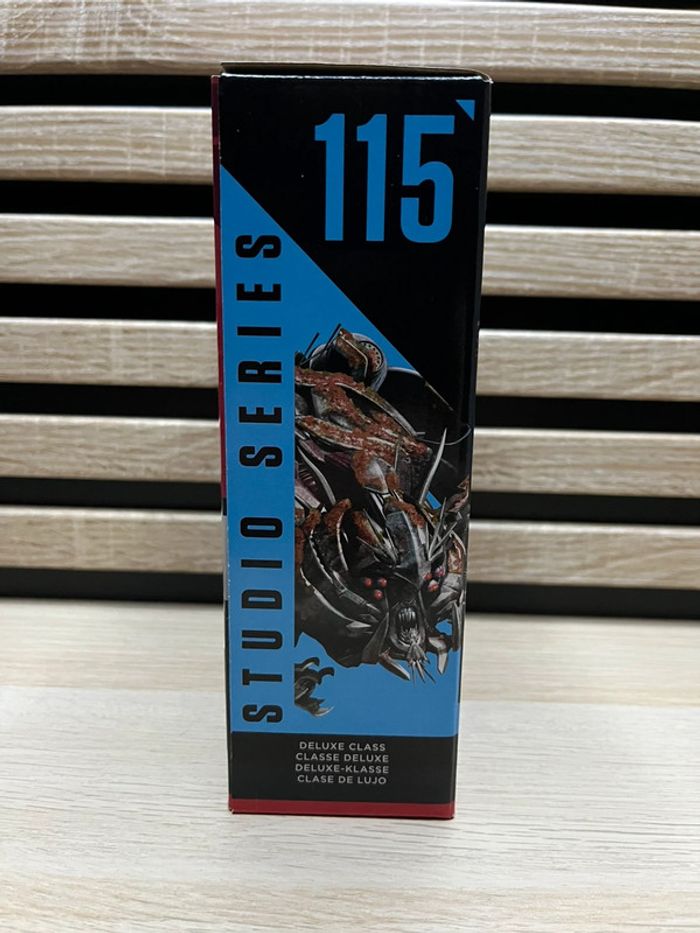 115
STUDIO SERIES
DELUXE CLASS
CLASSE DELUXE
DELUXE-KLASSE
CLASE DE LUJO